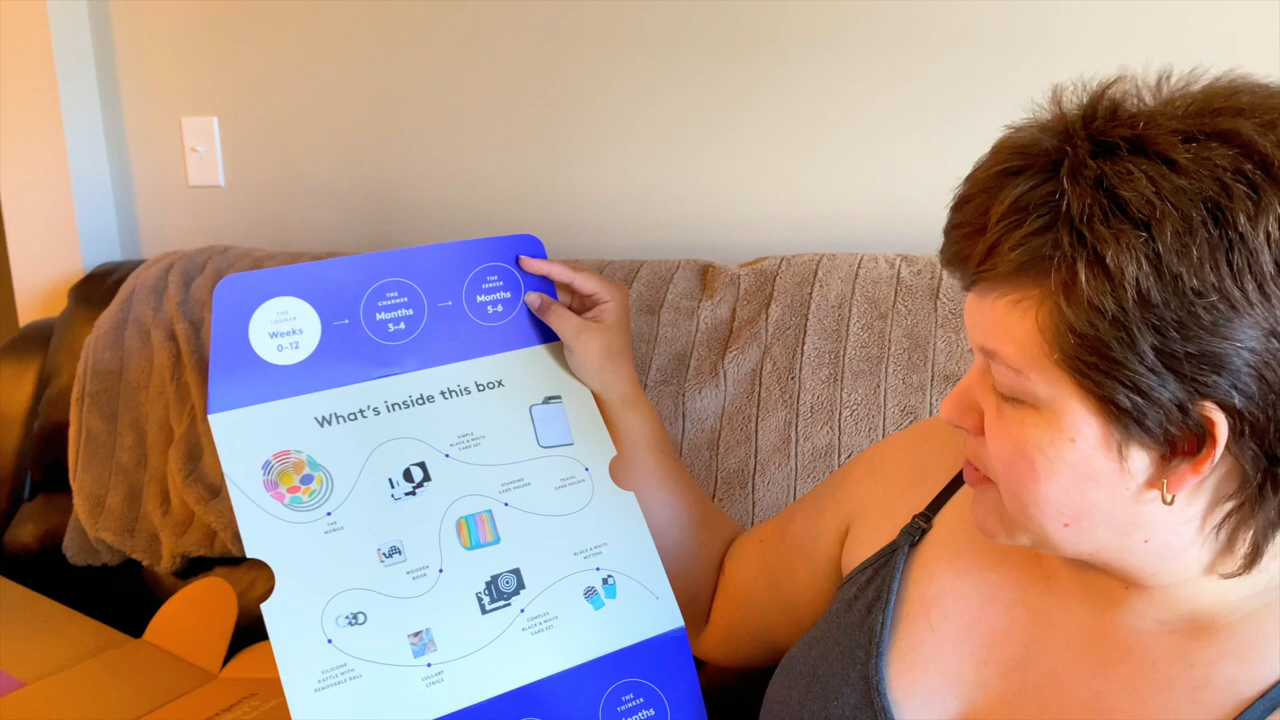 THE
LOOKER
Weeks
0-12
THE
CHARMER
Months
3-4
THE
SENSER
Months
5-6
What's inside this box
THE
MOBILE
SIMPLE
BLACK & WHITE
CARD SET
TRAVEL
CARD HOLDER
STANDING
CARD HOLDER
WOODEN
BOOK
SILICONE
RATTLE WITH
REMOVABLE BALL
LULLABY
LYRICS
COMPLEX
BLACK & WHITE
CARD SET
BLACK & WHITE
MITTENS
THE
THINKER
Months